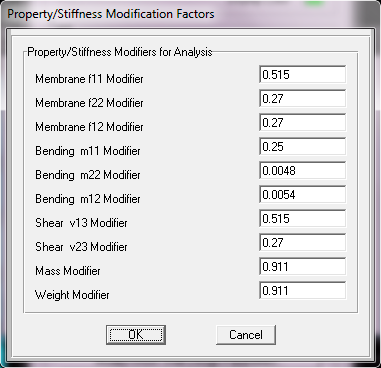 Property/Stiffness Modification Factors
Property/Stiffness Modifiers for Analysis
Membrane f11 Modifier 0.515
Membrane f22 Modifier 0.27
Membrane f12 Modifier 0.27
Bending m11 Modifier 0.25
Bending m22 Modifier 0.0048
Bending m12 Modifier 0.0054
Shear v13 Modifier 0.515
Shear v23 Modifier 0.27
Mass Modifier 0.911
Weight Modifier 0.911
OK Cancel